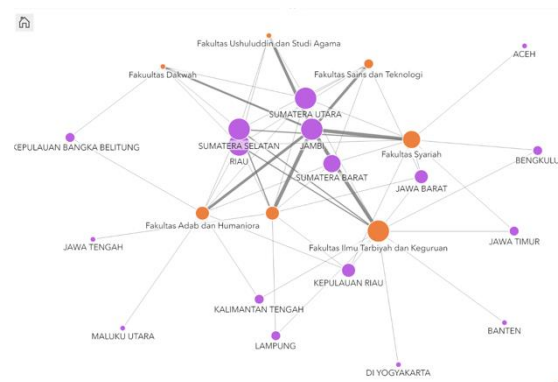 Fakultas Ushuluddin dan Studi Agama
ACEH
Fakuultas Dakwah
Fakultas Sains dan Teknologi
SUMATERA UTARA
KEPULAUAN BANGKA BELITUNG
SUMATERA SELATAN
JAMBI
Fakultas Syariah
RIAU
BENGKULU
SUMATERA BARAT
JAWA BARAT
Fakultas Adab dan Humaniora
JAWA TENGAH
Fakultas Ilmu Tarbiyah dan Keguruan
JAWA TIMUR
KEPULAUAN RIAU
KALIMANTAN TENGAH
MALUKU UTARA
LAMPUNG
BANTEN
DI YOGYAKARTA